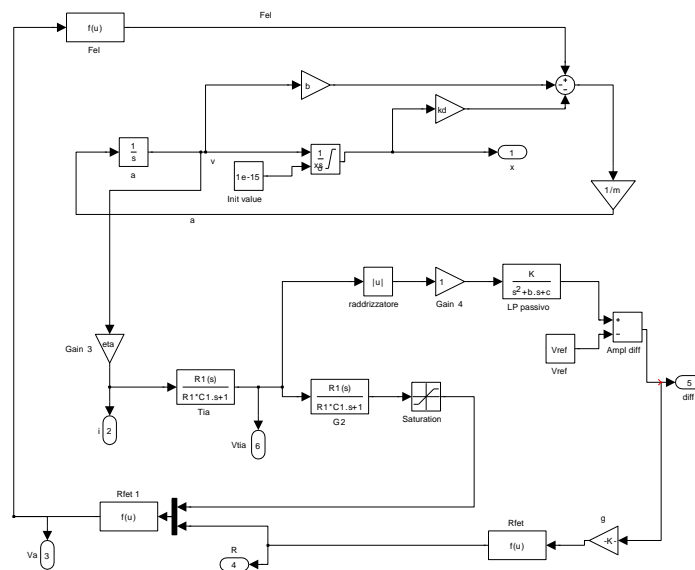 Fel
f(u)
Fel
b
kd
1
s
a
v
1
xs
o
1e-15
Init value
1
x
1/m
a
|u|
raddrizzatore
1
Gain 4
K
s2+b.s+c
LP passivo
+
−
Ampl diff
Vref
Vref
5
diff
eta
Gain 3
R1(s)
R1*C1.s+1
Tia
R1(s)
R1*C1.s+1
G2
Saturation
i
2
Vtia
6
Rfet 1
f(u)
Va
3
R
4
Rfet
f(u)
g
-K-